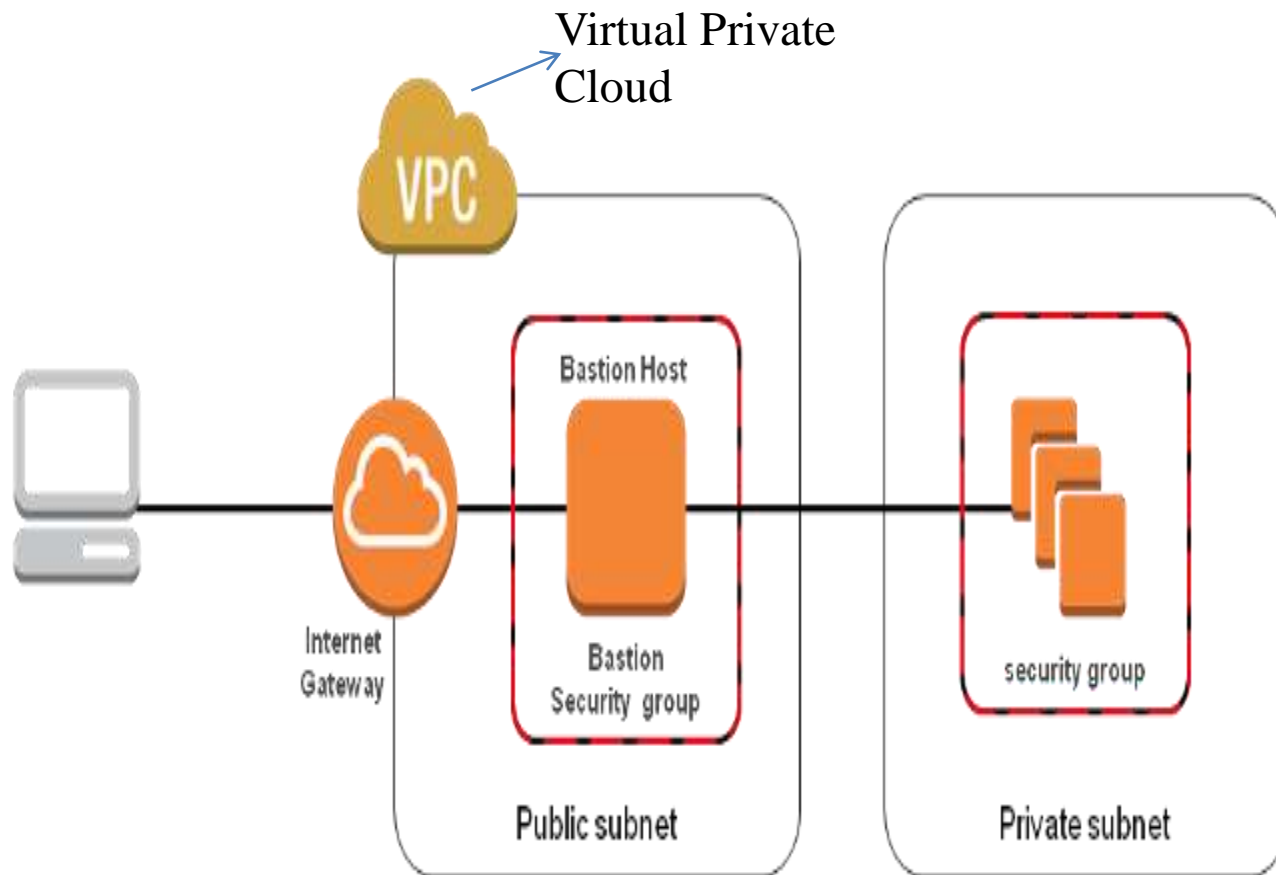 Virtual Private
Cloud
VPC
Bastion Host
Internet
Gateway
Bastion
Security group
security group
Public subnet
Private subnet